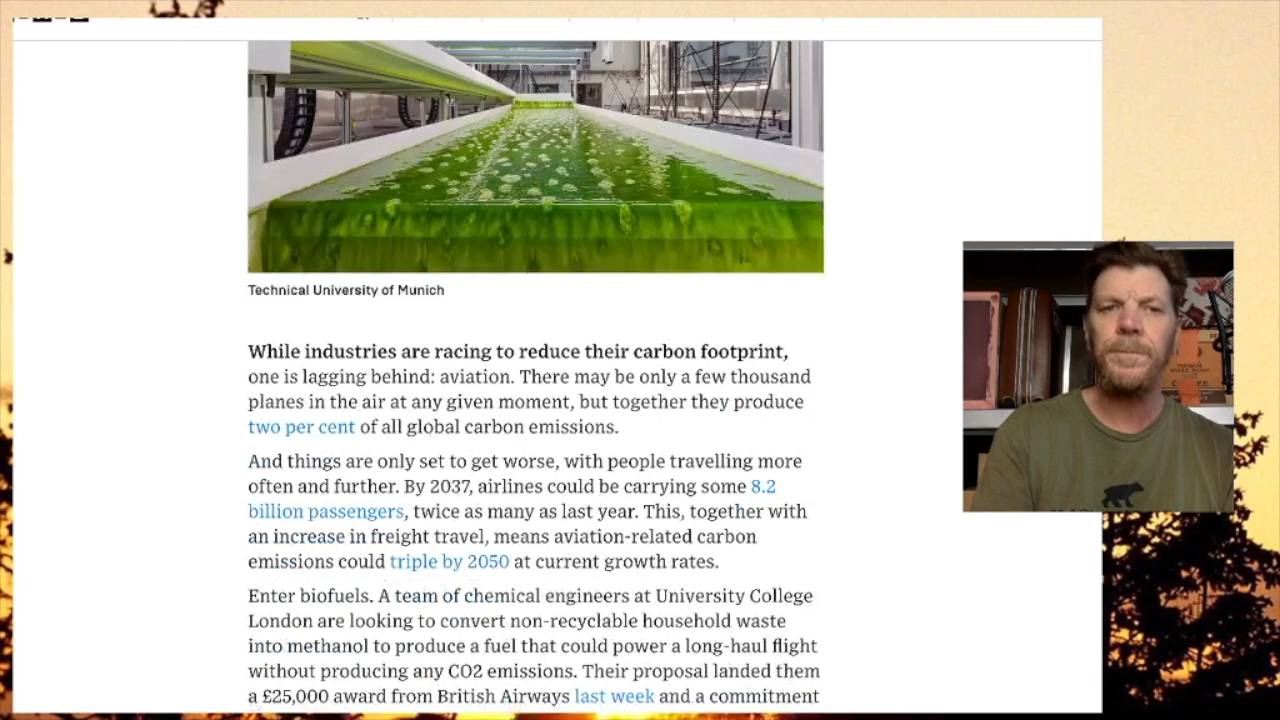 Technical University of Munich
While industries are racing to reduce their carbon footprint,
one is lagging behind: aviation. There may be only a few thousand
planes in the air at any given moment, but together they produce
two per cent of all global carbon emissions.
And things are only set to get worse, with people travelling more
often and further. By 2037, airlines could be carrying some 8.2
billion passengers, twice as many as last year. This, together with
an increase in freight travel, means aviation-related carbon
emissions could triple by 2050 at current growth rates.
Enter biofuels. A team of chemical engineers at University College
London are looking to convert non-recyclable household waste
into methanol to produce a fuel that could power a long-haul flight
without producing any CO2 emissions. Their proposal landed them
a £25,000 award from British Airways last week and a commitment